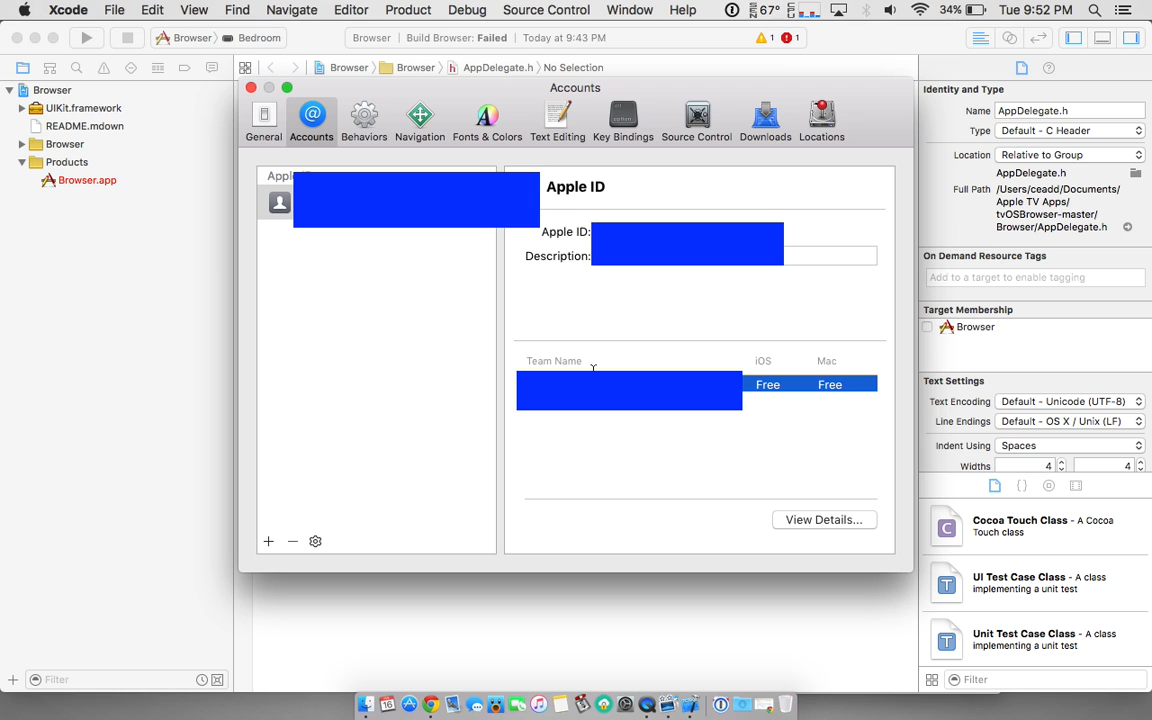 Xcode File Edit View Find Navigate Editor Product Debug Source Control Window Help 67° 34% Tue 9:52 PM
Browser Bedroom Browser Build Browser: Failed Today at 9:43 PM 1 1
Browser Browser AppDelegate.h No Selection
Browser
UIKit.framework
README.mdown
Browser
Products
Browser.app
Filter
Accounts
General Accounts Behaviors Navigation Fonts & Colors Text Editing Key Bindings Source Control Downloads Locations
Apple ID
Apple ID:
Description:
Team Name iOS Mac
Free Free
View Details...
Identity and Type
Name AppDelegate.h
Type Default - C Header
Location Relative to Group
AppDelegate.h
Full Path /Users/ceadd/Documents/
Apple TV Apps/
tvOSBrowser-master/
Browser/AppDelegate.h
On Demand Resource Tags
Add to a target to enable tagging
Target Membership
Browser
Text Settings
Text Encoding Default - Unicode (UTF-8)
Line Endings Default - OS X / Unix (LF)
Indent Using Spaces
Widths 4 4
C Cocoa Touch Class - A Cocoa
Touch class
T UI Test Case Class - A class
implementing a unit test
T Unit Test Case Class - A class
implementing a unit test
Filter